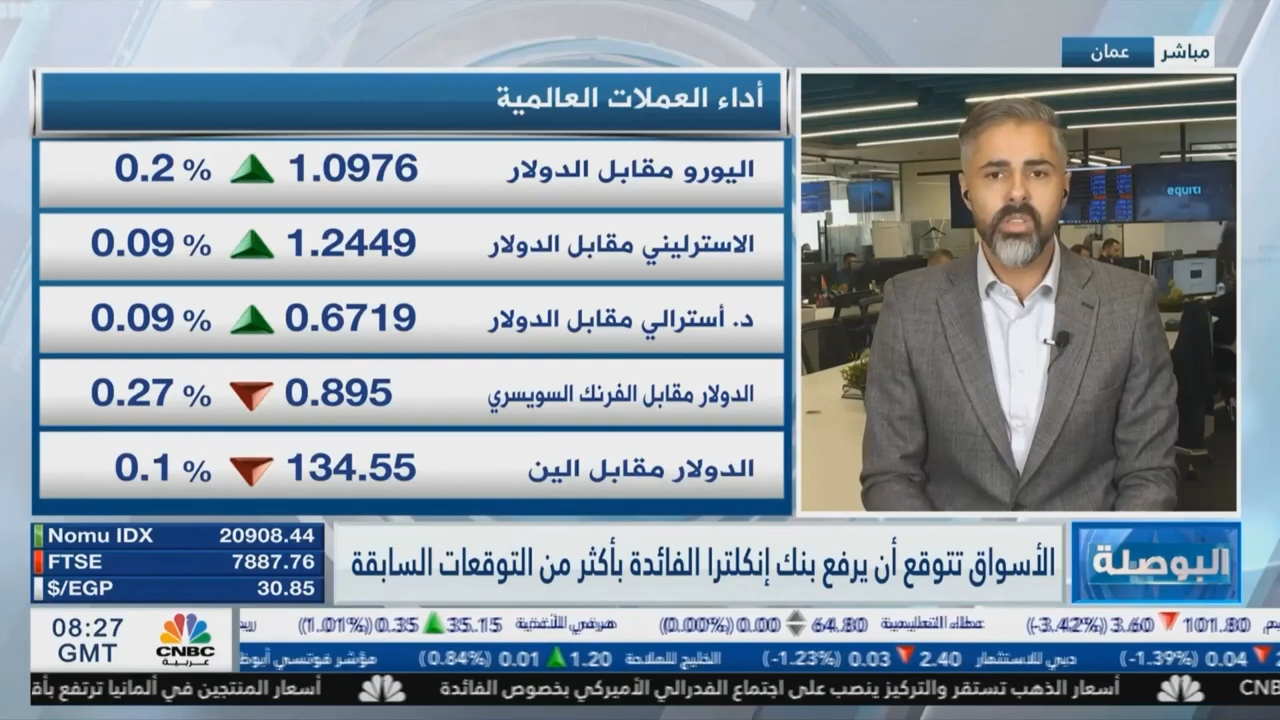 مباشر عمان
أداء العملات العالمية
اليورو مقابل الدولار 1.0976 ▲ 0.2 %
الاسترليني مقابل الدولار 1.2449 ▲ 0.09 %
د. أسترالي مقابل الدولار 0.6719 ▲ 0.09 %
الدولار مقابل الفرنك السويسري 0.895 ▼ 0.27 %
الدولار مقابل الين 134.55 ▼ 0.1 %
equiti
البوصلة
الأسواق تتوقع أن يرفع بنك إنكلترا الفائدة بأكثر من التوقعات السابقة
Nomu IDX 20908.44
FTSE 7887.76
$/EGP 30.85
08:27
GMT
CNBC
عربية
101.80 ▼ 3.60 (-3.42%) عطاء التعليمية 64.80 0.00 (0.00%) هرفي للأغذية 35.15 ▲ 0.35 (1.01%)
▼ 0.04 (-1.39%) دبي للاستثمار 2.40 ▼ 0.03 (-1.23%) الخليج للملاحة 1.20 ▲ 0.01 (0.84%) مؤشر فوتسي
CNB أسعار الذهب تستقر والتركيز ينصب على اجتماع الفدرالي الأميركي بخصوص الفائدة أسعار المنتجين في ألمانيا ترتفع